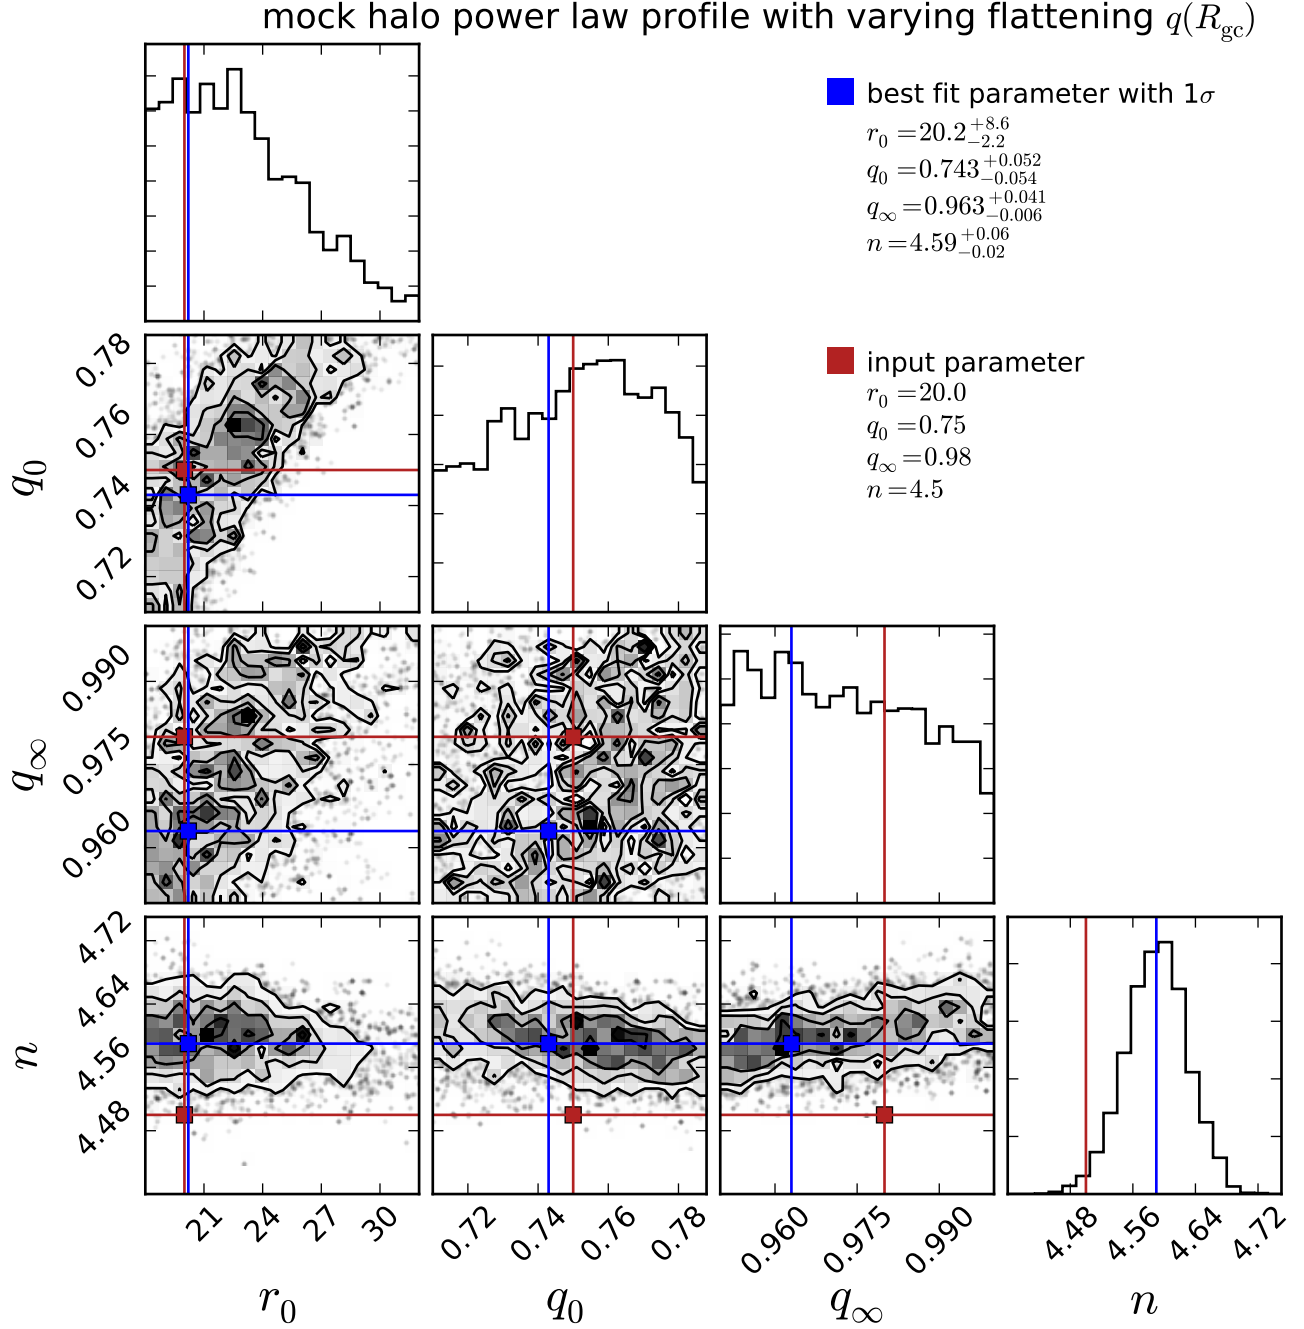 mock halo power law profile with varying flattening q(R_gc)
best fit parameter with 1σ
r_0 =20.2^{+8.6}_{−2.2}
q_0 =0.743^{+0.052}_{−0.054}
q_∞ =0.963^{+0.041}_{−0.006}
n =4.59^{+0.06}_{−0.02}
input parameter
r_0 =20.0
q_0 =0.75
q_∞ =0.98
n =4.5
0.78
0.76
0.74
0.72
q_0
0.990
0.975
0.960
q_∞
4.72
4.64
4.56
4.48
n
21 24 27 30
0.72 0.74 0.76 0.78
0.960 0.975 0.990
4.48 4.56 4.64 4.72
r_0 q_0 q_∞ n